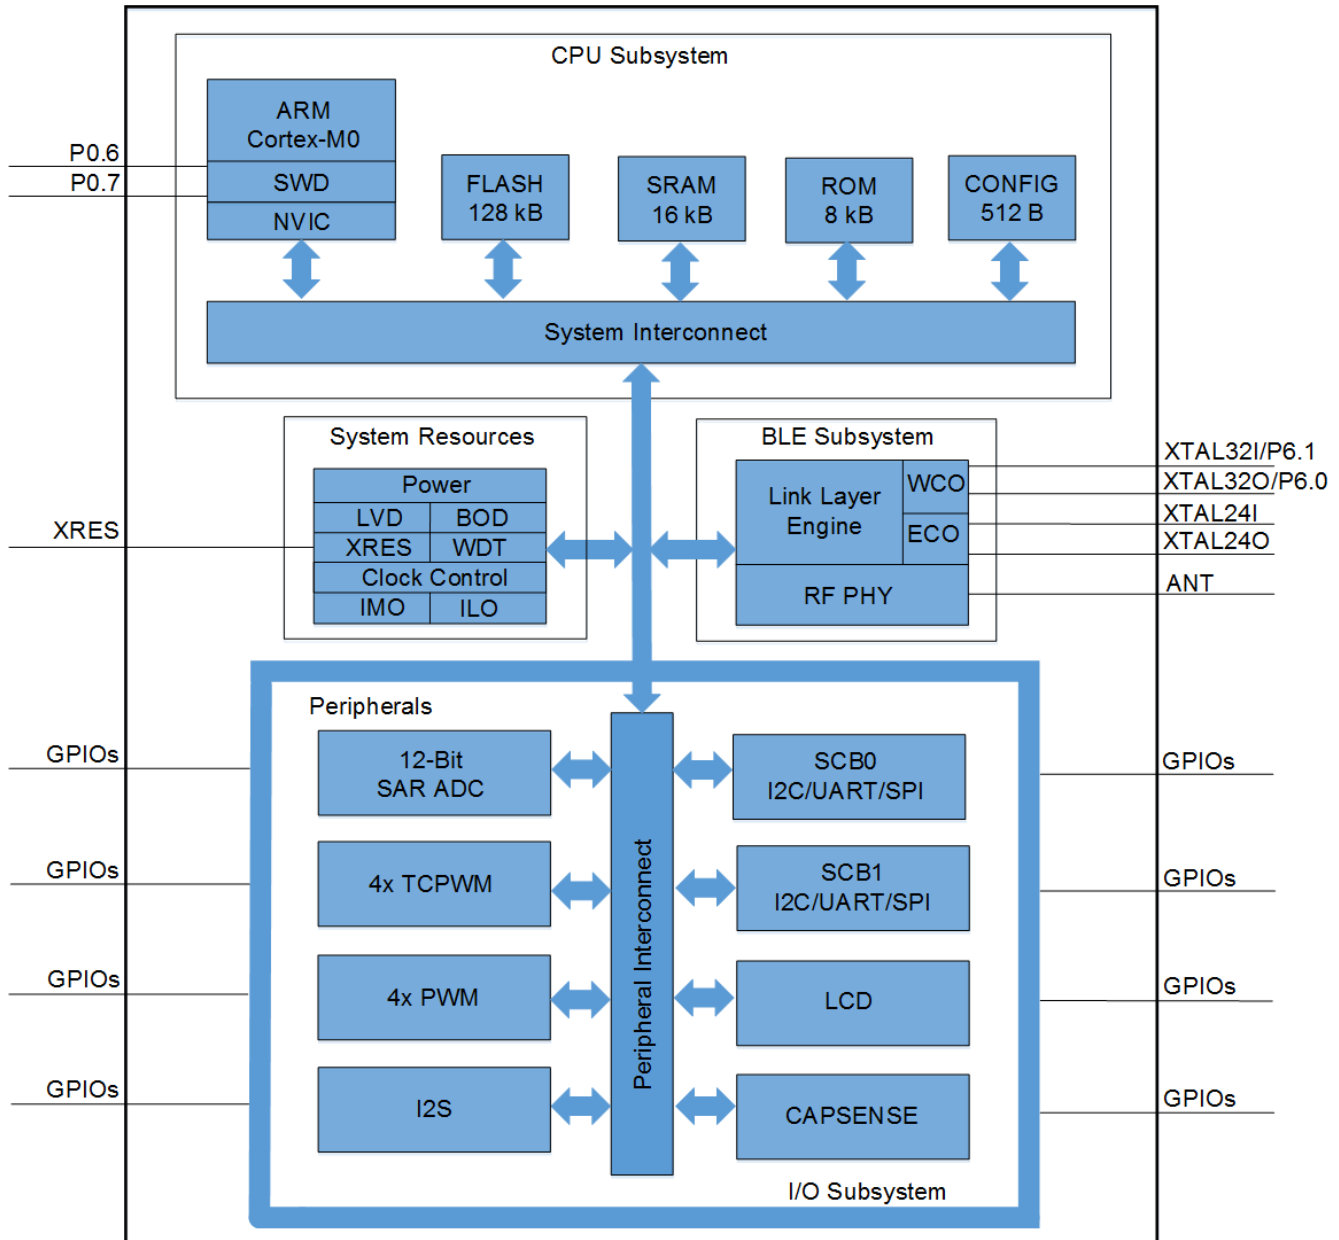 CPU Subsystem
ARM
Cortex-M0
SWD
NVIC
FLASH
128 kB
SRAM
16 kB
ROM
8 kB
CONFIG
512 B
P0.6
P0.7
System Interconnect
System Resources
Power
LVD
BOD
XRES
WDT
Clock Control
IMO
ILO
XRES
BLE Subsystem
Link Layer
Engine
WCO
ECO
RF PHY
XTAL32I/P6.1
XTAL32O/P6.0
XTAL24I
XTAL24O
ANT
Peripherals
GPIOs
12-Bit
SAR ADC
SCB0
I2C/UART/SPI
GPIOs
GPIOs
4x TCPWM
SCB1
I2C/UART/SPI
GPIOs
Peripheral Interconnect
GPIOs
4x PWM
LCD
GPIOs
GPIOs
I2S
CAPSENSE
GPIOs
I/O Subsystem